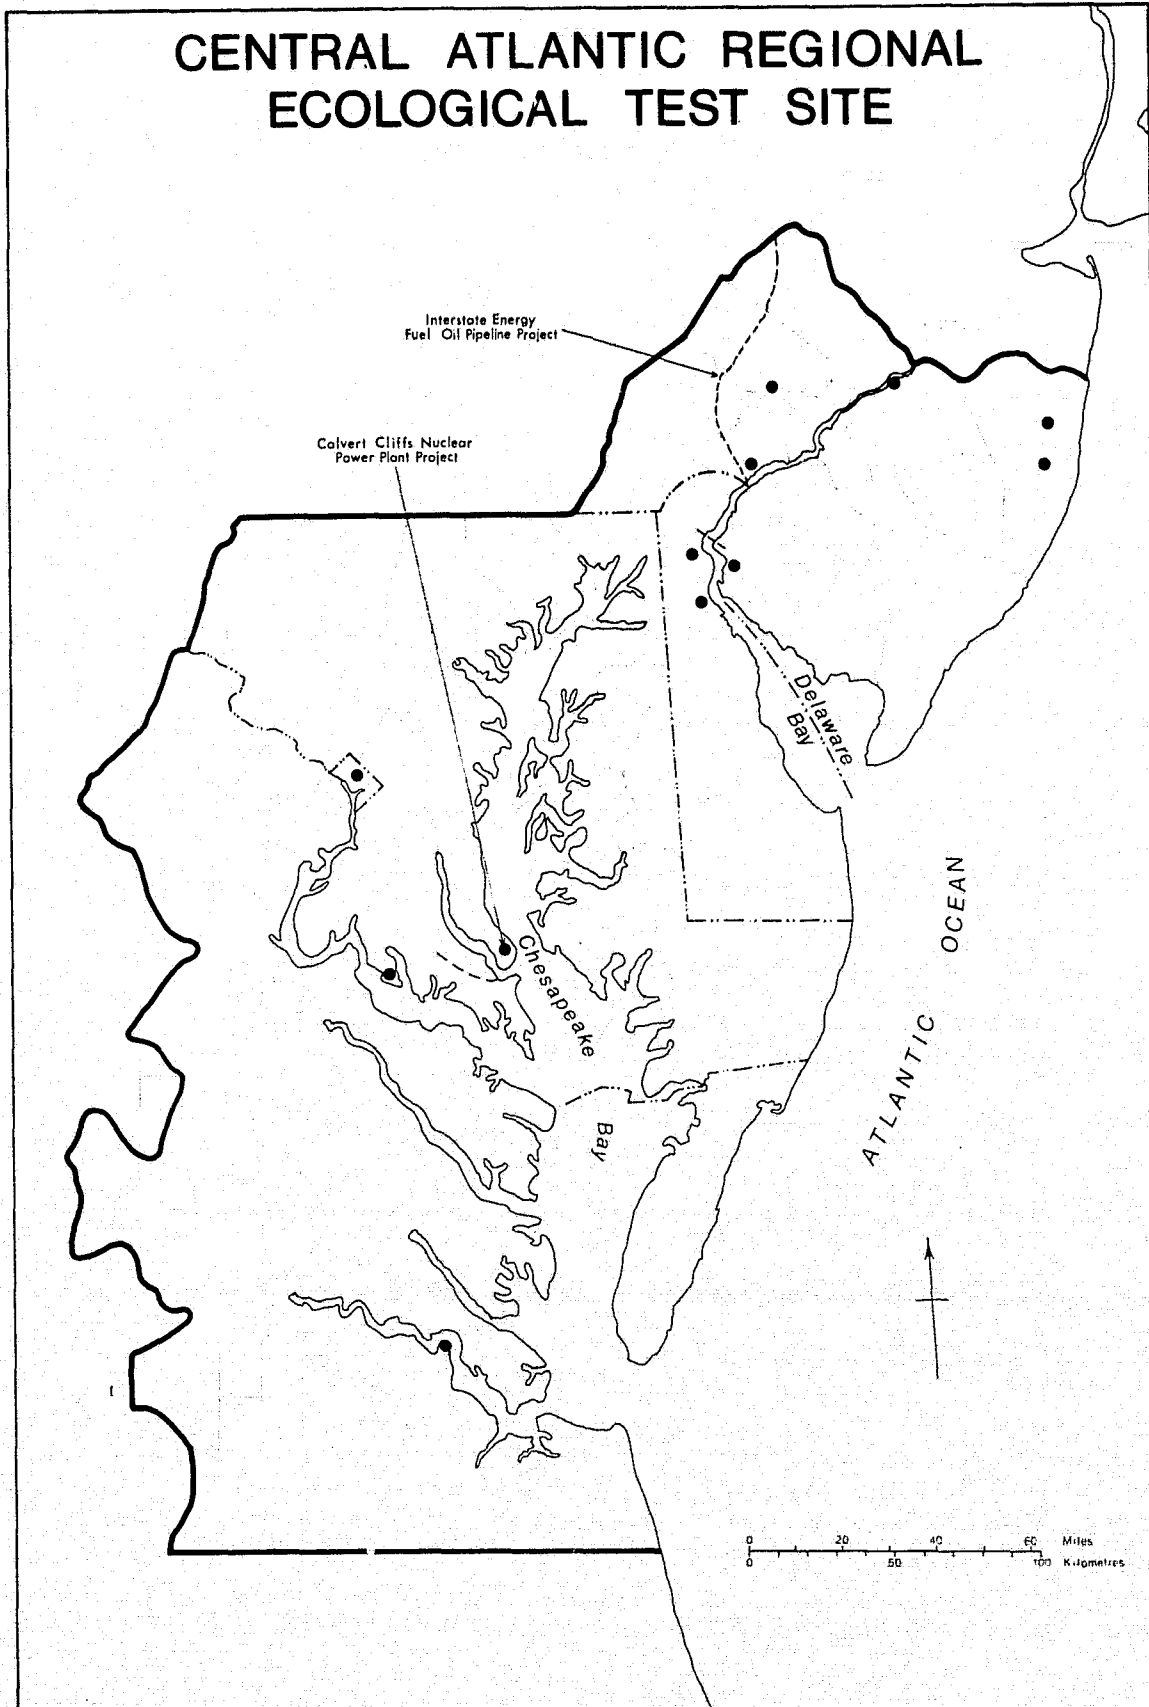 CENTRAL ATLANTIC REGIONAL
ECOLOGICAL TEST SITE
Interstate Energy
Fuel Oil Pipeline Project
Calvert Cliffs Nuclear
Power Plant Project
Delaware
Bay
OCEAN
ATLANTIC
Chesapeake
Bay
0 20 40 60 Miles
0 50 100 Kilometres